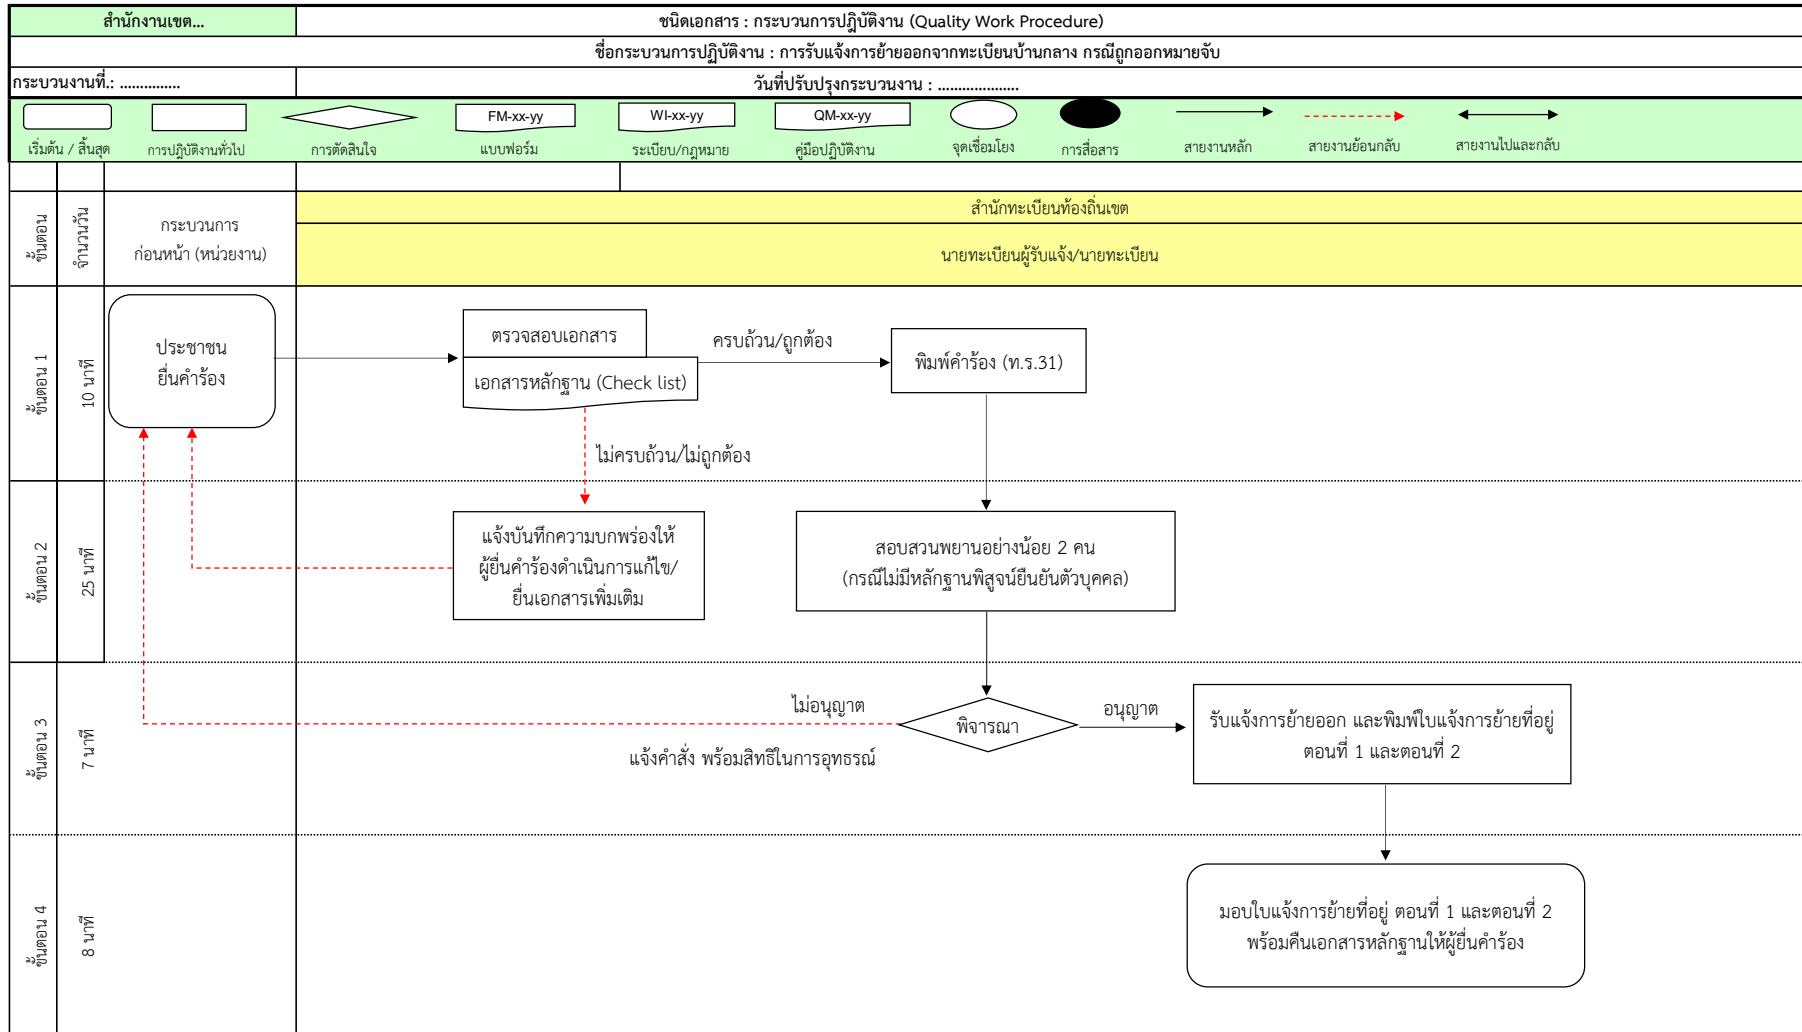 สำนักงานเขต...
ชนิดเอกสาร : กระบวนการปฎิบัติงาน (Quality Work Procedure)
ชื่อกระบวนการปฏิบัติงาน : การรับแจ้งการย้ายออกจากทะเบียนบ้านกลาง กรณีถูกออกหมายจับ
กระบวนงานที่.: ...............
วันที่ปรับปรุงกระบวนงาน : ....................
FM-xx-yy
WI-xx-yy
QM-xx-yy
เริ่มต้น / สิ้นสุด
การปฏิบัติงานทั่วไป
การตัดสินใจ
แบบฟอร์ม
ระเบียบ/กฎหมาย
คู่มือปฏิบัติงาน
จุดเชื่อมโยง
การสื่อสาร
สายงานหลัก
สายงานย้อนกลับ
สายงานไปและกลับ
ขั้นตอน
จำนวนวัน
กระบวนการ
ก่อนหน้า (หน่วยงาน)
สำนักทะเบียนท้องถิ่นเขต
นายทะเบียนผู้รับแจ้ง/นายทะเบียน
ขั้นตอน 1
10 นาที
ประชาชน
ยื่นคำร้อง
ตรวจสอบเอกสาร
เอกสารหลักฐาน (Check list)
ครบถ้วน/ถูกต้อง
พิมพ์คำร้อง (ท.ร.31)
ไม่ครบถ้วน/ไม่ถูกต้อง
ขั้นตอน 2
25 นาที
แจ้งบันทึกความบกพร่องให้
ผู้ยื่นคำร้องดำเนินการแก้ไข/
ยื่นเอกสารเพิ่มเติม
สอบสวนพยานอย่างน้อย 2 คน
(กรณีไม่มีหลักฐานพิสูจน์ยืนยันตัวบุคคล)
ขั้นตอน 3
7 นาที
ไม่อนุญาต
แจ้งคำสั่ง พร้อมสิทธิในการอุทธรณ์
พิจารณา
อนุญาต
รับแจ้งการย้ายออก และพิมพ์ใบแจ้งการย้ายที่อยู่
ตอนที่ 1 และตอนที่ 2
ขั้นตอน 4
8 นาที
มอบใบแจ้งการย้ายที่อยู่ ตอนที่ 1 และตอนที่ 2
พร้อมคืนเอกสารหลักฐานให้ผู้ยื่นคำร้อง